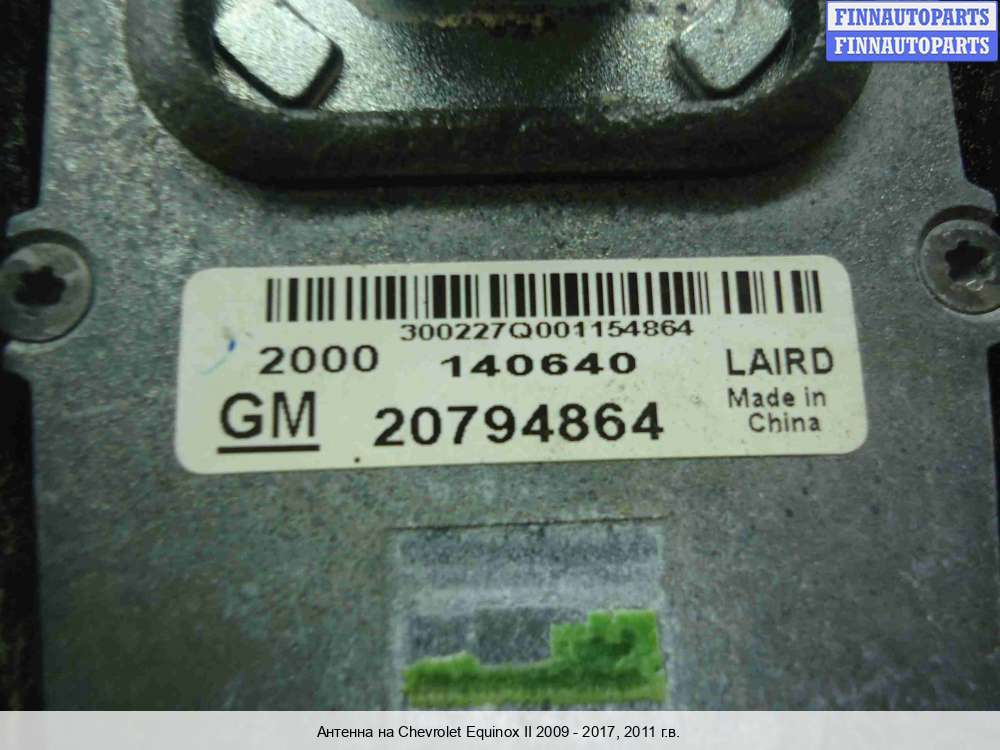 FINNAUTOPARTS
FINNAUTOPARTS
300227Q001154864
2000 140640 LAIRD
GM 20794864 Made in
China
Антенна на Chevrolet Equinox II 2009 - 2017, 2011 г.в.